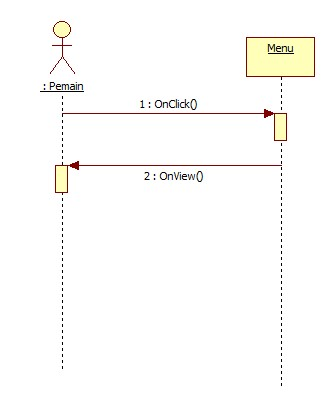 Menu
: Pemain
1 : OnClick()
2 : OnView()